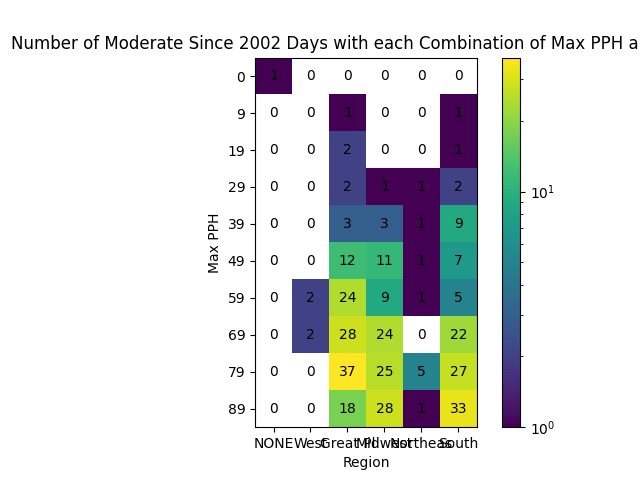 Number of Moderate Since 2002 Days with each Combination of Max PPH a
0 1 0 0 0 0 0
9 0 0 1 0 0 1
19 0 0 2 0 0 1
29 0 0 2 1 1 2
39 0 0 3 3 1 9
49 0 0 12 11 1 7
59 0 2 24 9 1 5
69 0 2 28 24 0 22
79 0 0 37 25 5 27
89 0 0 18 28 1 33
Max PPH
NONE West Great Pl Midwest Northeast South
Region
10⁰
10¹